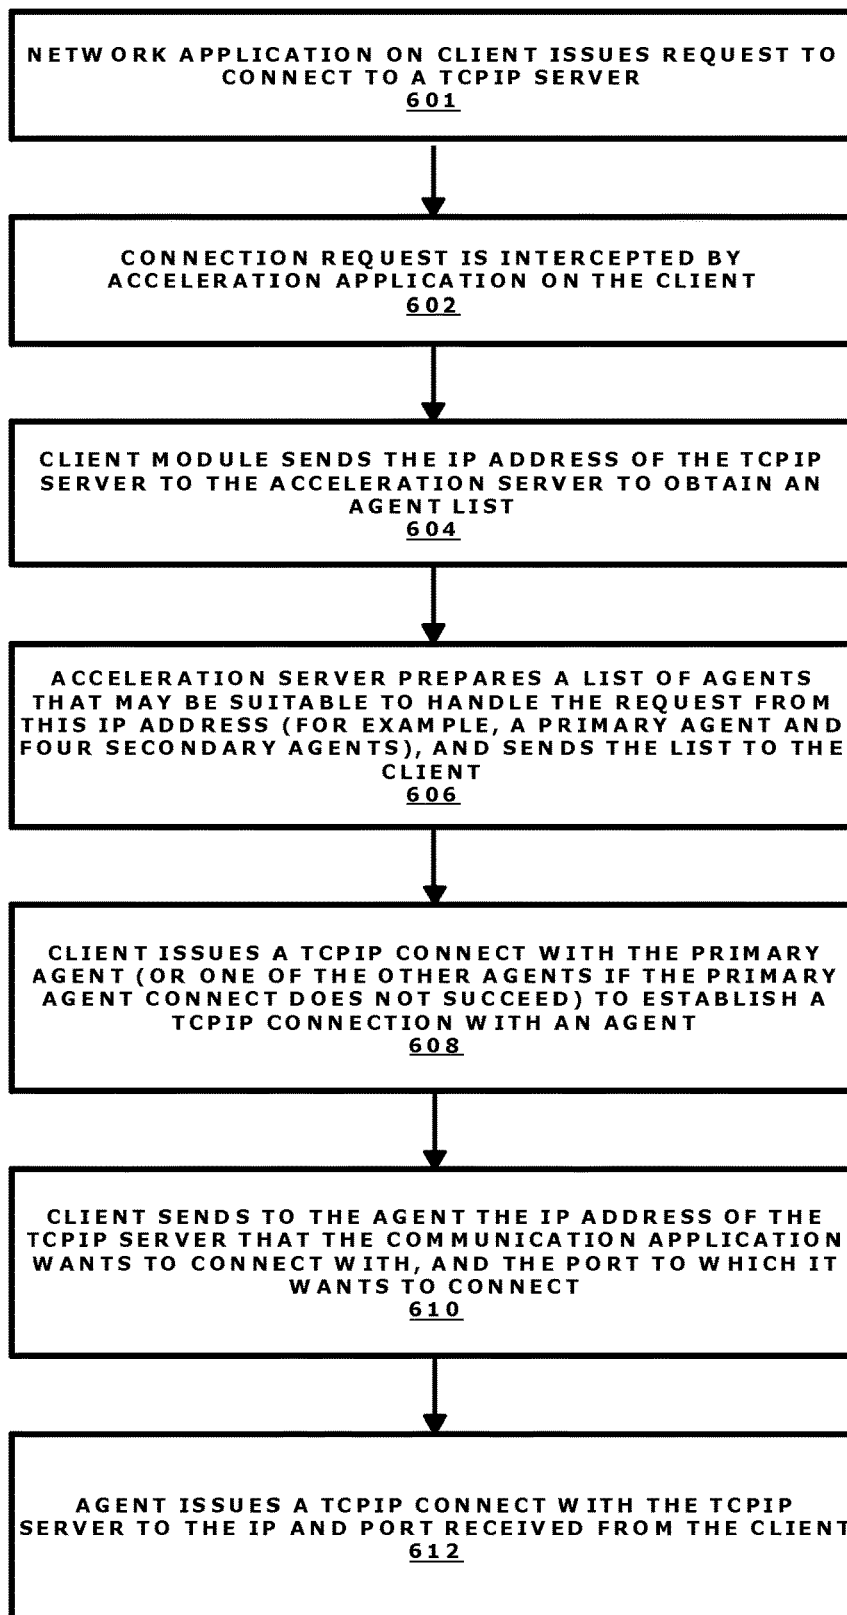 NETWORK APPLICATION ON CLIENT ISSUES REQUEST TO
CONNECT TO A TCPIP SERVER
601
CONNECTION REQUEST IS INTERCEPTED BY
ACCELERATION APPLICATION ON THE CLIENT
602
CLIENT MODULE SENDS THE IP ADDRESS OF THE TCPIP
SERVER TO THE ACCELERATION SERVER TO OBTAIN AN
AGENT LIST
604
ACCELERATION SERVER PREPARES A LIST OF AGENTS
THAT MAY BE SUITABLE TO HANDLE THE REQUEST FROM
THIS IP ADDRESS (FOR EXAMPLE, A PRIMARY AGENT AND
FOUR SECONDARY AGENTS), AND SENDS THE LIST TO THE
CLIENT
606
CLIENT ISSUES A TCPIP CONNECT WITH THE PRIMARY
AGENT (OR ONE OF THE OTHER AGENTS IF THE PRIMARY
AGENT CONNECT DOES NOT SUCCEED) TO ESTABLISH A
TCPIP CONNECTION WITH AN AGENT
608
CLIENT SENDS TO THE AGENT THE IP ADDRESS OF THE
TCPIP SERVER THAT THE COMMUNICATION APPLICATION
WANTS TO CONNECT WITH, AND THE PORT TO WHICH IT
WANTS TO CONNECT
610
AGENT ISSUES A TCPIP CONNECT WITH THE TCPIP
SERVER TO THE IP AND PORT RECEIVED FROM THE CLIENT
612